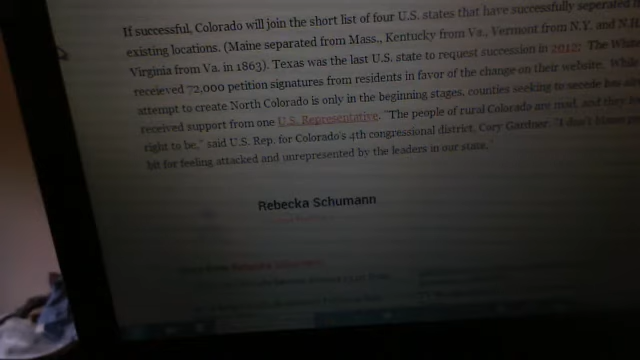 If successful, Colorado will join the short list of four U.S. states that have successfully seperated
existing locations. (Maine separated from Mass., Kentucky from Va., Vermont from N.Y. and N.H.
Virginia from Va. in 1863). Texas was the last U.S. state to request succession in 2012; The White
receieved 72,000 petition signatures from residents in favor of the change on their website. While
attempt to create North Colorado is only in the beginning stages, counties seeking to secede has
received support from one U.S. Representative. "The people of rural Colorado are mad, and they
right to be," said U.S. Rep. for Colorado's 4th congressional district, Cory Gardner. "I don't blame
bit for feeling attacked and unrepresented by the leaders in our state."
Rebecka Schumann